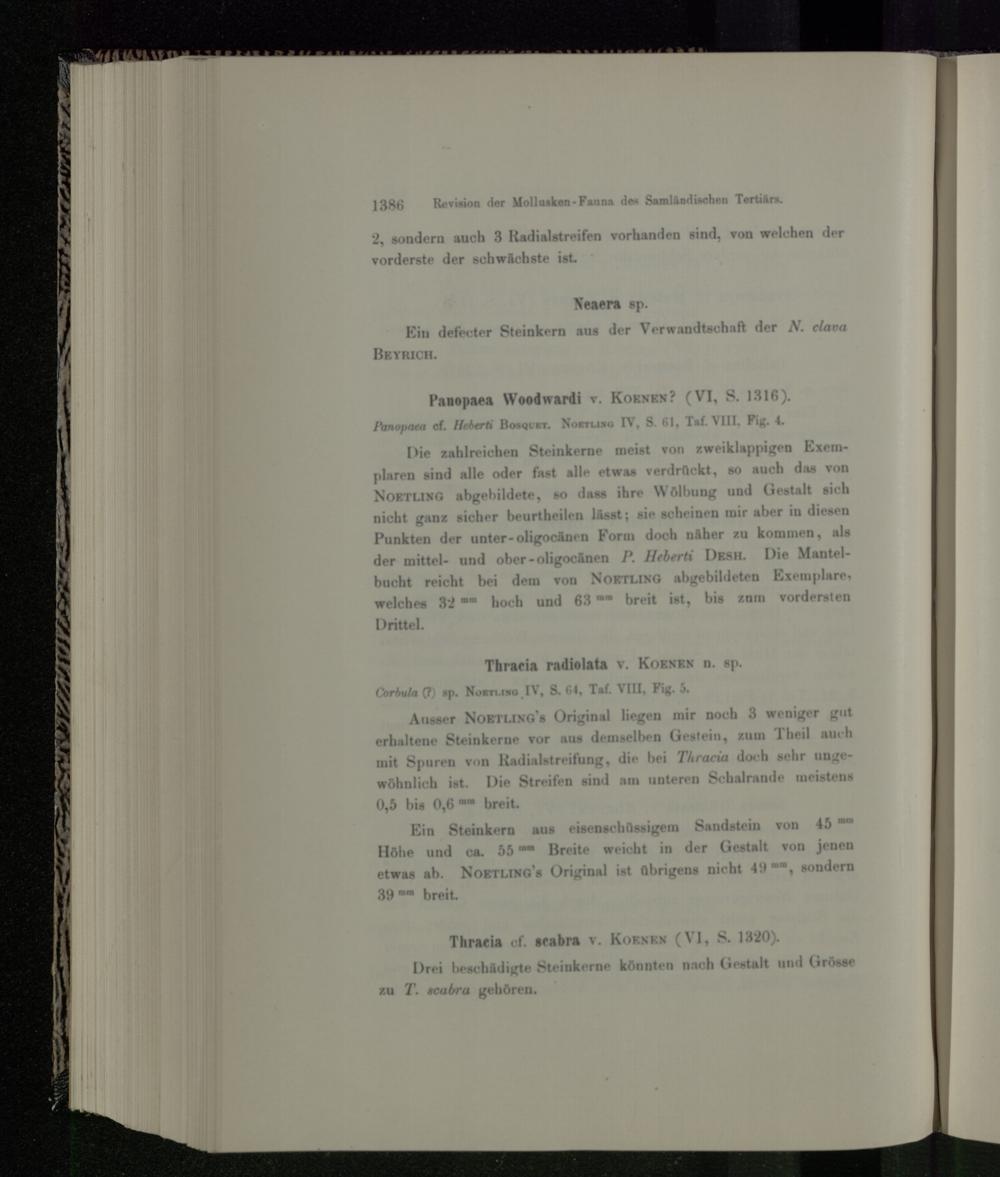 1386 Revision der Mollusken-Fauna des Samländischen Tertiärs.
2, sondern auch 3 Radialstreifen vorhanden sind, von welchen der
vorderste der schwächste ist.
Neaera sp.
Ein defecter Steinkern aus der Verwandtschaft der N. clava
BEYRICH.
Panopaea Woodwardi v. KOENEN? (VI, S. 1316).
Panopaea cf. Heberti BOSQUET. NOETLING IV, S. 61, Taf. VIII, Fig. 4.
Die zahlreichen Steinkerne meist von zweiklappigen Exem-
plaren sind alle oder fast alle etwas verdrückt, so auch das von
NOETLING abgebildete, so dass ihre Wölbung und Gestalt sich
nicht ganz sicher beurtheilen lässt; sie scheinen mir aber in diesen
Punkten der unter-oligocänen Form doch näher zu kommen, als
der mittel- und ober-oligocänen P. Heberti DESH. Die Mantel-
bucht reicht bei dem von NOETLING abgebildeten Exemplare,
welches 32 mm hoch und 63 mm breit ist, bis zum vordersten
Drittel.
Thracia radiolata v. KOENEN n. sp.
Corbula (?) sp. NOETLING IV, S. 64, Taf. VIII, Fig. 5.
Ausser NOETLING's Original liegen mir noch 3 weniger gut
erhaltene Steinkerne vor aus demselben Gestein, zum Theil auch
mit Spuren von Radialstreifung, die bei Thracia doch sehr unge-
wöhnlich ist. Die Streifen sind am unteren Schalrande meistens
0,5 bis 0,6 mm breit.
Ein Steinkern aus eisenschüssigem Sandstein von 45 mm
Höhe und ca. 55 mm Breite weicht in der Gestalt von jenen
etwas ab. NOETLING's Original ist übrigens nicht 49 mm, sondern
39 mm breit.
Thracia cf. scabra v. KOENEN (VI, S. 1320).
Drei beschädigte Steinkerne könnten nach Gestalt und Grösse
zu T. scabra gehören.